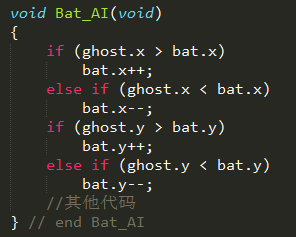 void Bat_AI(void)
{
    if (ghost.x > bat.x)
        bat.x++;
    else if (ghost.x < bat.x)
        bat.x--;
    if (ghost.y > bat.y)
        bat.y++;
    else if (ghost.y < bat.y)
        bat.y--;
    //其他代码
} // end Bat_AI